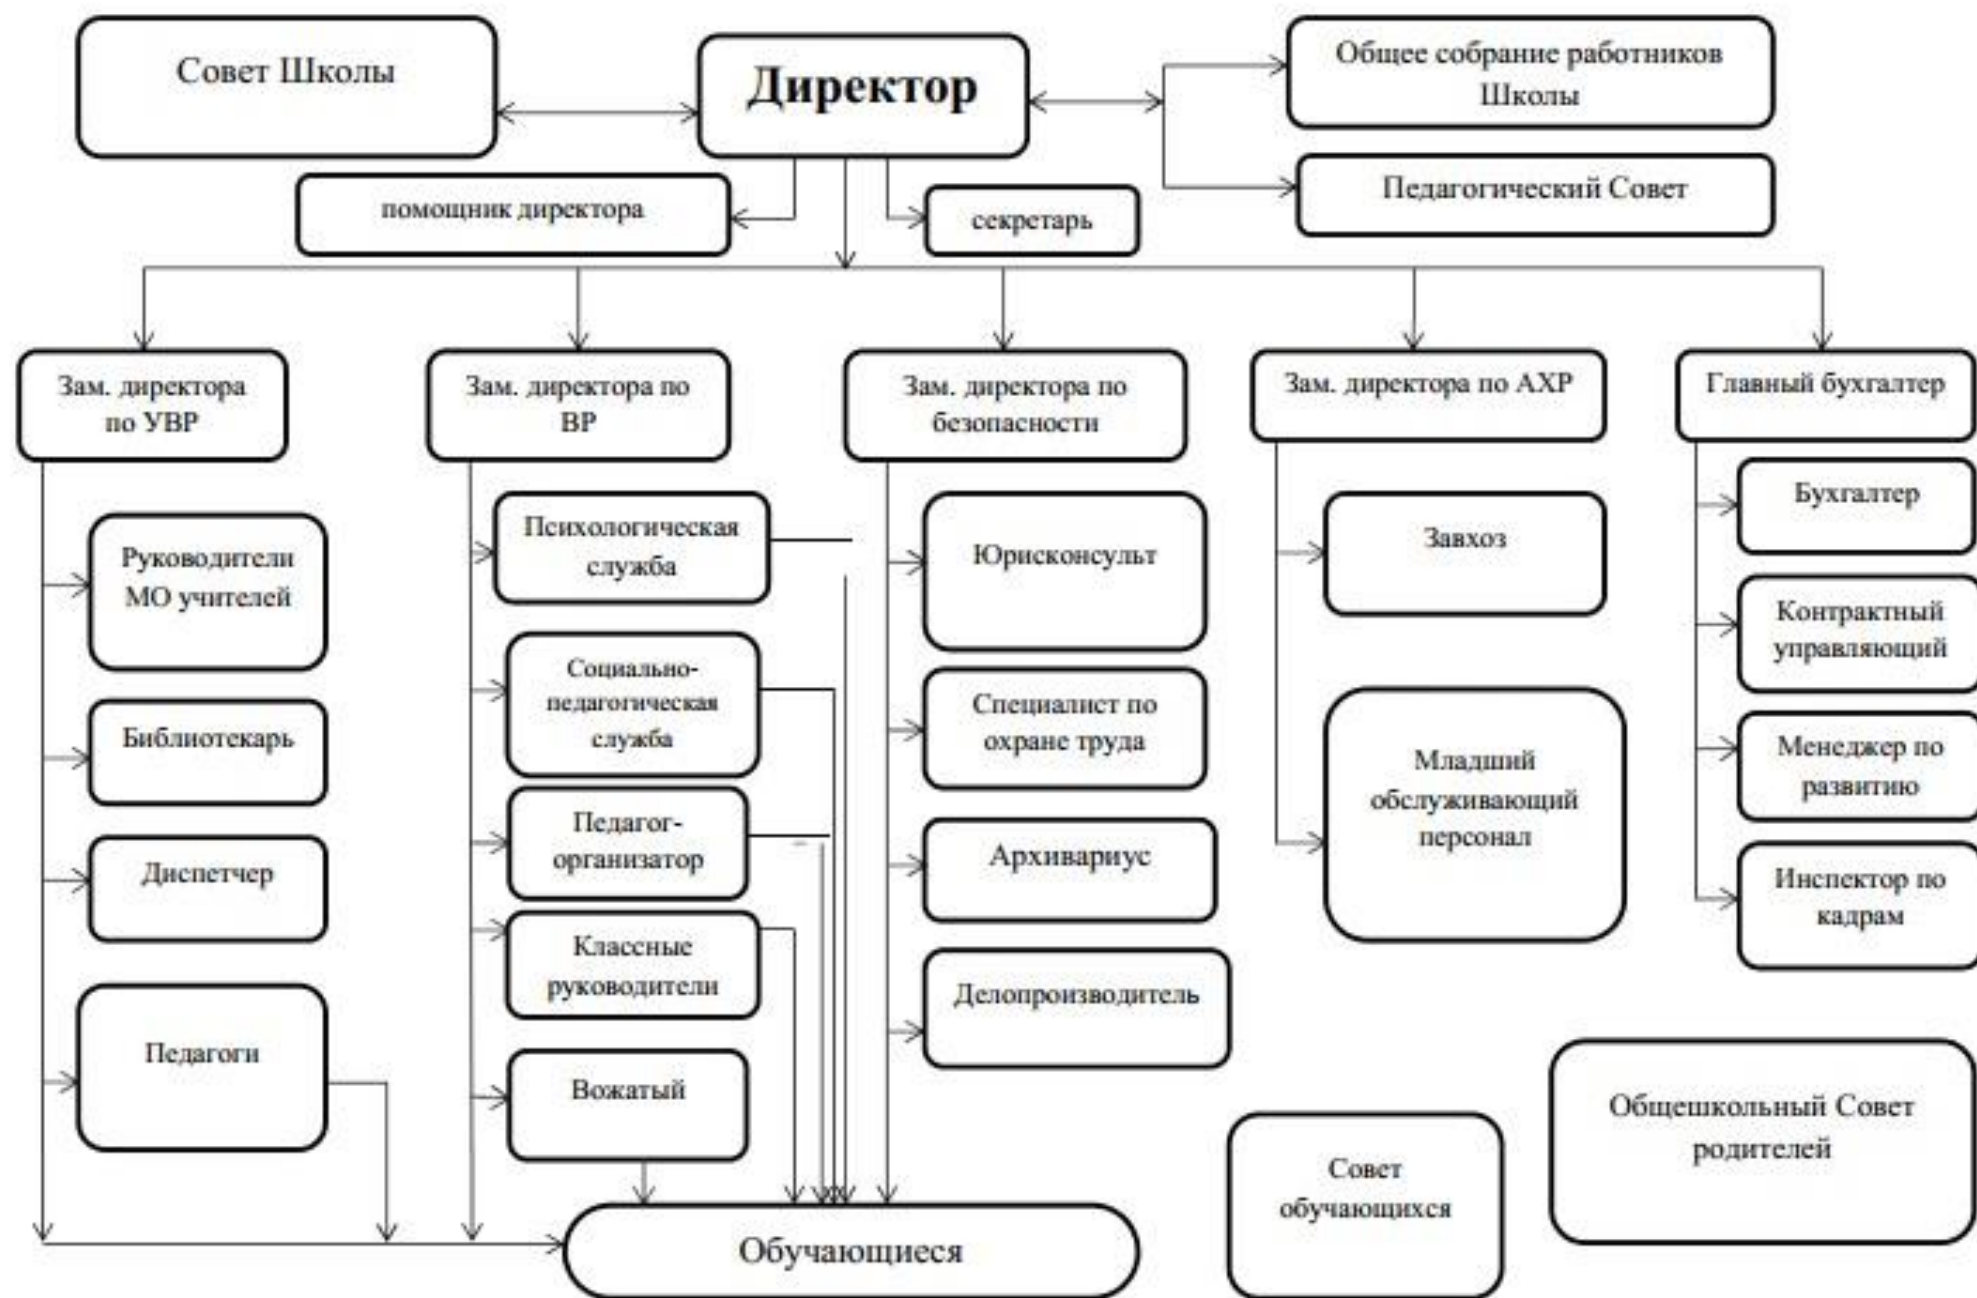 Совет Школы
Директор
Общее собрание работников
Школы
Педагогический Совет
помощник директора
секретарь
Зам. директора
по УВР
Зам. директора по
ВР
Зам. директора по
безопасности
Зам. директора по АХР
Главный бухгалтер
Руководители
МО учителей
Библиотекарь
Диспетчер
Педагоги
Психологическая
служба
Социально-
педагогическая
служба
Педагог-
организатор
Классные
руководители
Вожатый
Юрисконсульт
Специалист по
охране труда
Архивариус
Делопроизводитель
Завхоз
Младший
обслуживающий
персонал
Бухгалтер
Контрактный
управляющий
Менеджер по
развитию
Инспектор по
кадрам
Обучающиеся
Совет
обучающихся
Общешкольный Совет
родителей